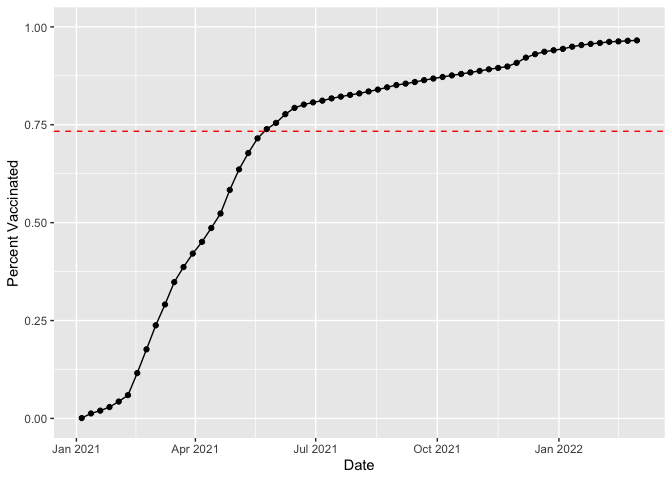 1.00
0.75
0.50
0.25
0.00
Percent Vaccinated
Jan 2021
Apr 2021
Jul 2021
Oct 2021
Jan 2022
Date